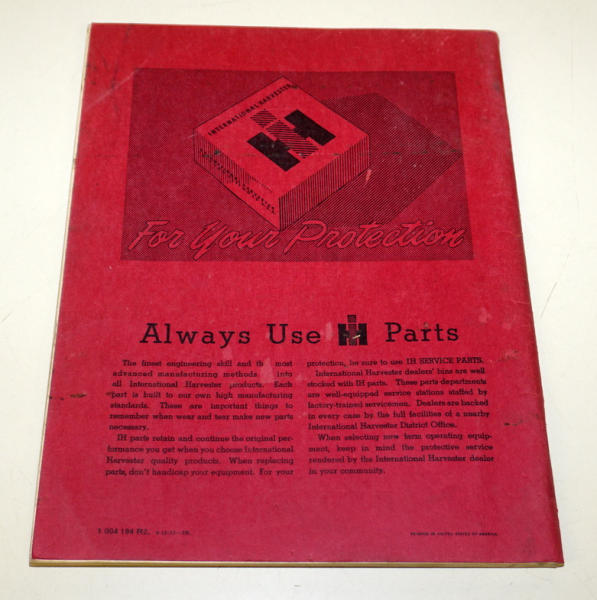 INTERNATIONAL HARVESTER
IH
For Your Protection
Always Use IH Parts
The finest engineering skill and the most
advanced manufacturing methods into
all International Harvester products. Each
part is built to our own high manufacturing
standards. These are important things to
remember when wear and tear make new parts
necessary.
IH parts retain and continue the original per-
formance you get when you choose International
Harvester quality products. When replacing
parts, don't handicap your equipment. For your
protection, be sure to use IH SERVICE PARTS.
International Harvester dealers' bins are well
stocked with IH parts. These parts departments
are well-equipped service stations staffed by
factory-trained servicemen. Dealers are backed
in every case by the full facilities of a nearby
International Harvester District Office.
When selecting new farm operating equip-
ment, keep in mind the protective service
rendered by the International Harvester dealer
in your community.
1 004 194 R2.
PRINTED IN UNITED STATES OF AMERICA